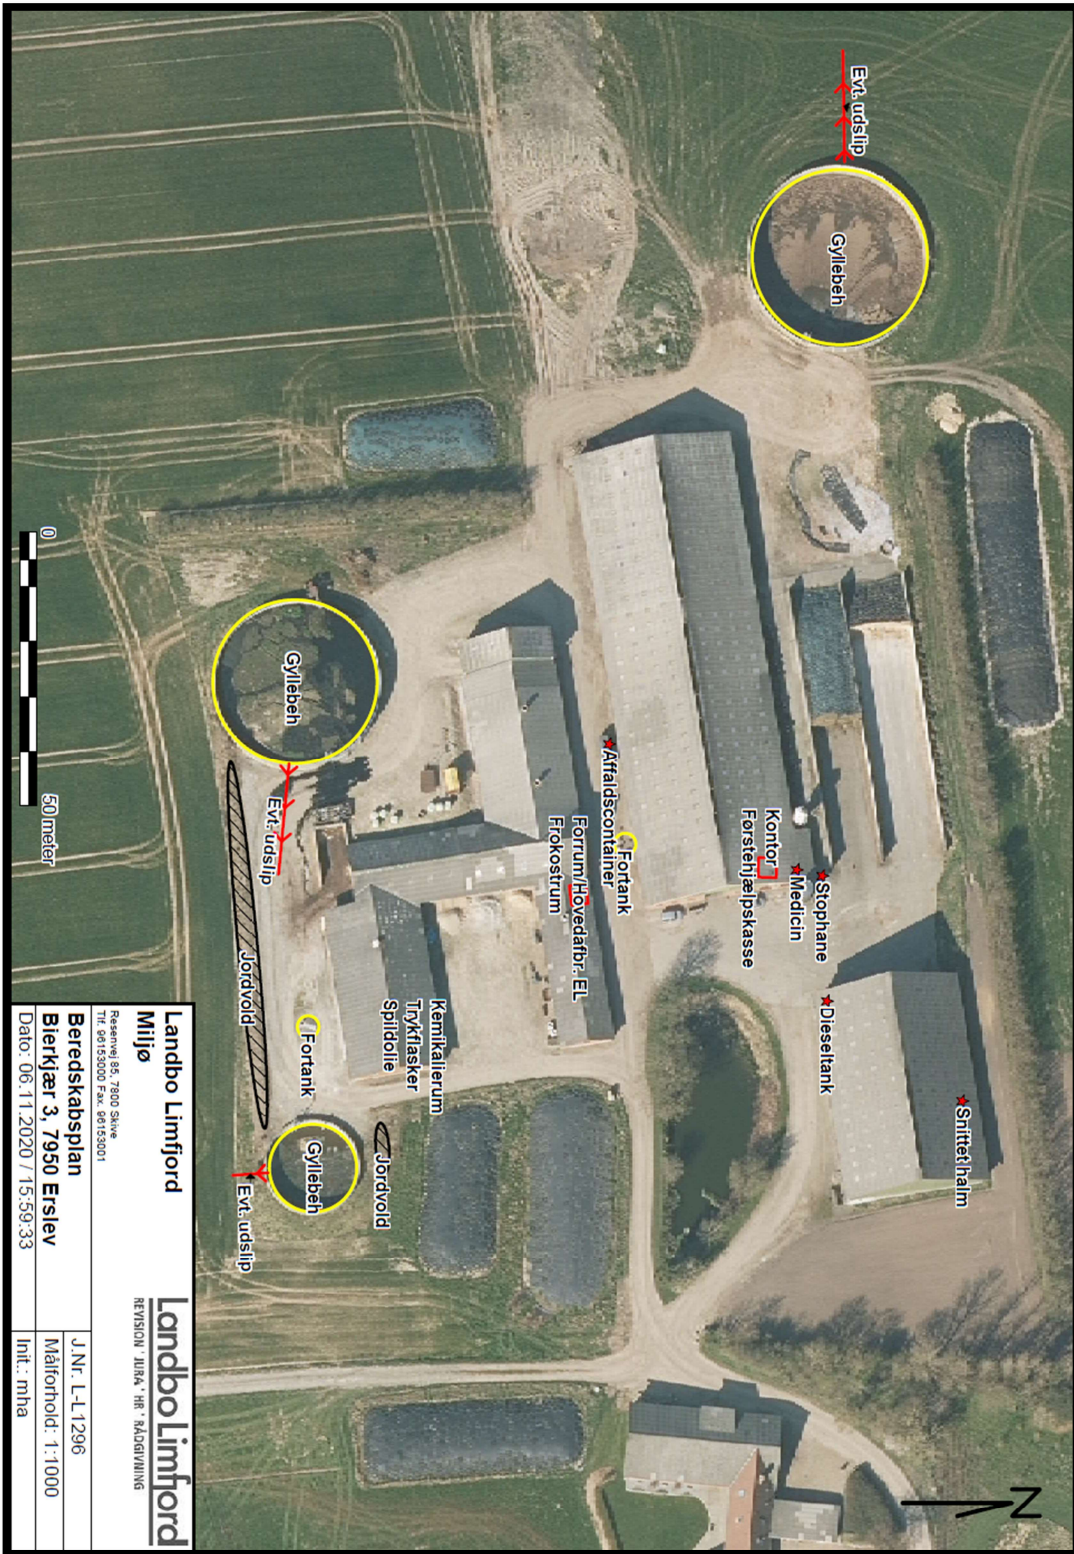 Evt. udslip
Gyllebeh
Snittet halm
Dieseltank
Stophane
Medicin
Kontor
Førstehjælpskasse
Affaldscontainer
Fortank
Forrum/Hovedafbr. EL
Frokostrum
Kemikalierum
Trykflasker
Spildolie
Gyllebeh
Evt. udslip
Jordvold
Fortank
Jordvold
Gyllebeh
Evt. udslip
N
0
50 meter
Landbo Limfjord
Miljø
Resenvej 85, 7800 Skive
Tlf. 96153000 Fax. 96153001
LandboLimfjord
REVISION * JURA * HR * RÅDGIVNING
Beredskabsplan
Bierkjær 3, 7950 Erslev
Dato: 06.11.2020 / 15:59:33
J.Nr. L-L1296
Målforhold: 1:1000
Init.: mha